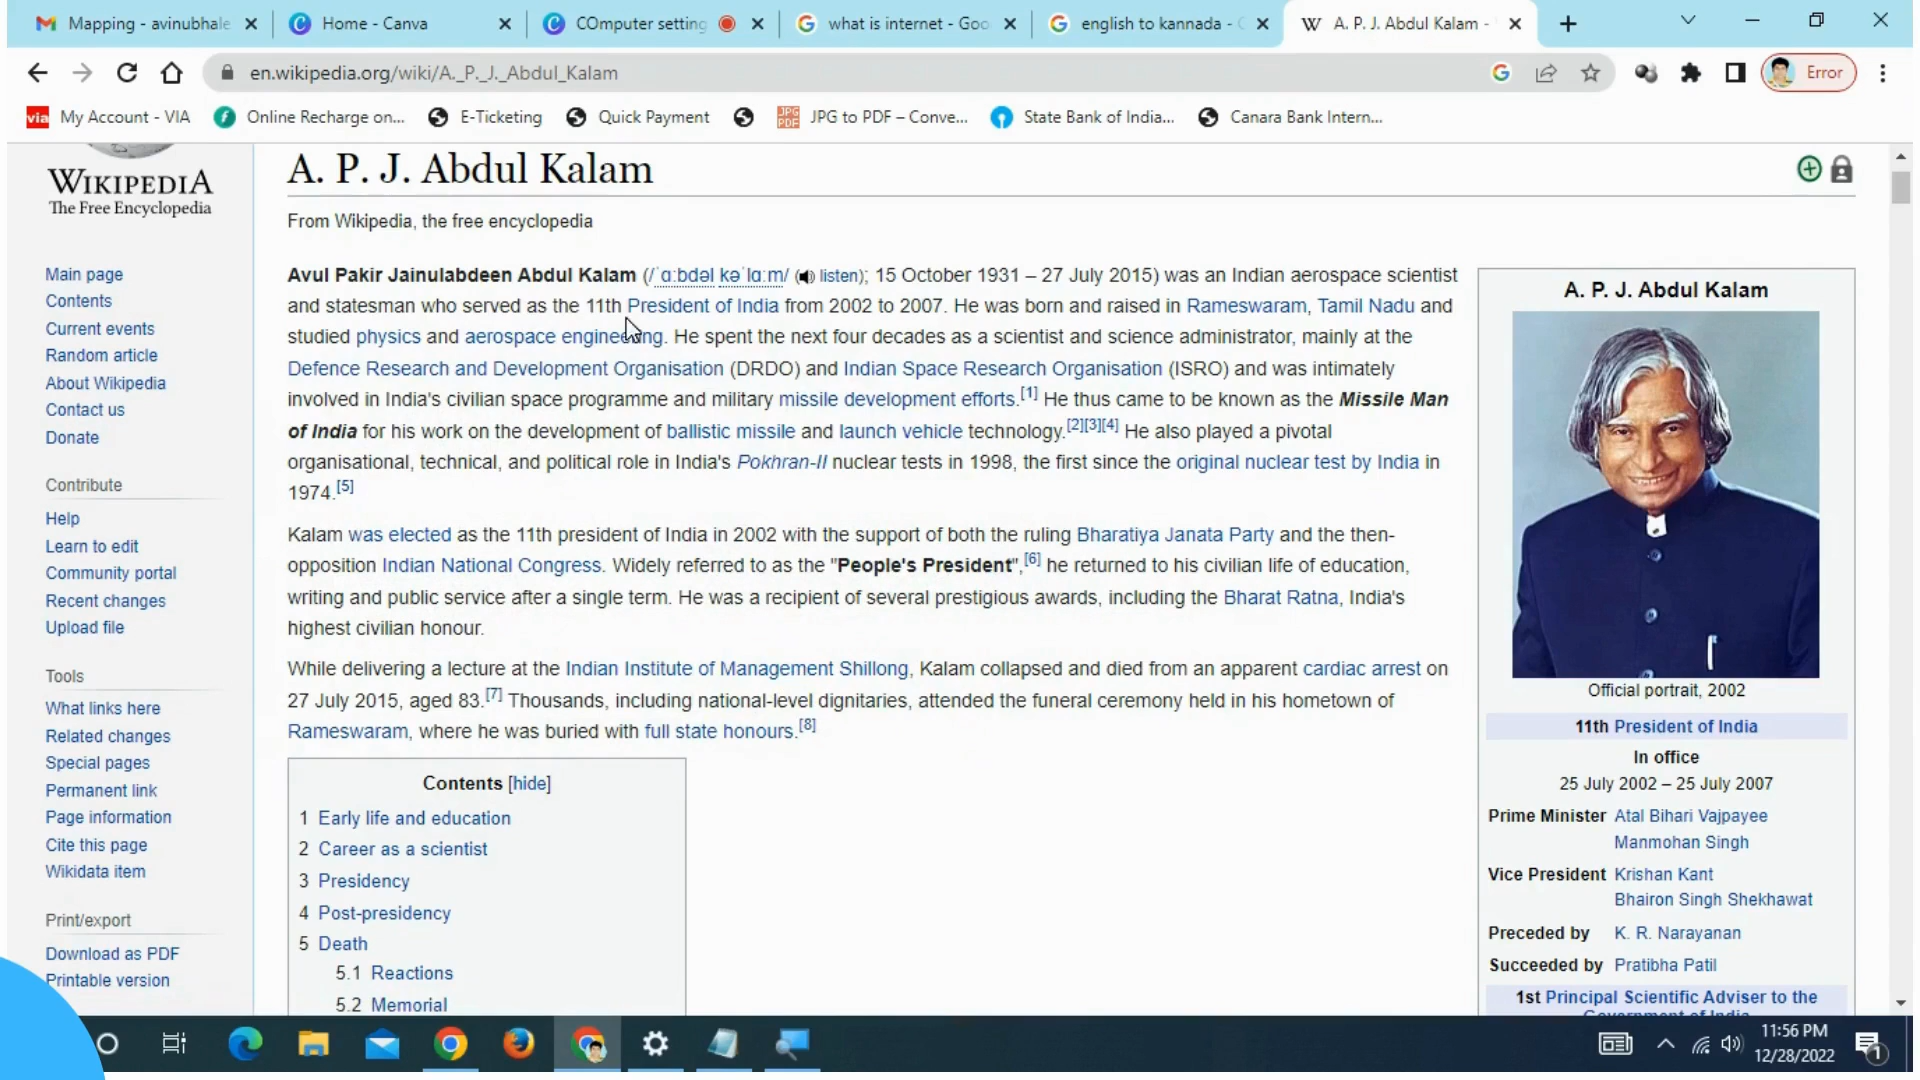 Mapping - avinubhale
Home - Canva
COmputer setting
what is internet - Goo
english to kannada -
A. P. J. Abdul Kalam -
en.wikipedia.org/wiki/A._P._J._Abdul_Kalam
Error
via My Account - VIA
Online Recharge on...
E-Ticketing
Quick Payment
JPG to PDF – Conve...
State Bank of India...
Canara Bank Intern...
WIKIPEDIA
The Free Encyclopedia
Main page
Contents
Current events
Random article
About Wikipedia
Contact us
Donate
Contribute
Help
Learn to edit
Community portal
Recent changes
Upload file
Tools
What links here
Related changes
Special pages
Permanent link
Page information
Cite this page
Wikidata item
Print/export
Download as PDF
Printable version
A. P. J. Abdul Kalam
From Wikipedia, the free encyclopedia
Avul Pakir Jainulabdeen Abdul Kalam (/ˈɑːbdəl kəˈlɑːm/ (listen); 15 October 1931 – 27 July 2015) was an Indian aerospace scientist
and statesman who served as the 11th President of India from 2002 to 2007. He was born and raised in Rameswaram, Tamil Nadu and
studied physics and aerospace engineering. He spent the next four decades as a scientist and science administrator, mainly at the
Defence Research and Development Organisation (DRDO) and Indian Space Research Organisation (ISRO) and was intimately
involved in India's civilian space programme and military missile development efforts.[1] He thus came to be known as the Missile Man
of India for his work on the development of ballistic missile and launch vehicle technology.[2][3][4] He also played a pivotal
organisational, technical, and political role in India's Pokhran-II nuclear tests in 1998, the first since the original nuclear test by India in
1974.[5]
Kalam was elected as the 11th president of India in 2002 with the support of both the ruling Bharatiya Janata Party and the then-
opposition Indian National Congress. Widely referred to as the "People's President",[6] he returned to his civilian life of education,
writing and public service after a single term. He was a recipient of several prestigious awards, including the Bharat Ratna, India's
highest civilian honour.
While delivering a lecture at the Indian Institute of Management Shillong, Kalam collapsed and died from an apparent cardiac arrest on
27 July 2015, aged 83.[7] Thousands, including national-level dignitaries, attended the funeral ceremony held in his hometown of
Rameswaram, where he was buried with full state honours.[8]
Contents [hide]
1 Early life and education
2 Career as a scientist
3 Presidency
4 Post-presidency
5 Death
5.1 Reactions
5.2 Memorial
A. P. J. Abdul Kalam
Official portrait, 2002
11th President of India
In office
25 July 2002 – 25 July 2007
Prime Minister Atal Bihari Vajpayee
Manmohan Singh
Vice President Krishan Kant
Bhairon Singh Shekhawat
Preceded by K. R. Narayanan
Succeeded by Pratibha Patil
1st Principal Scientific Adviser to the
Government of India
11:56 PM
12/28/2022
1